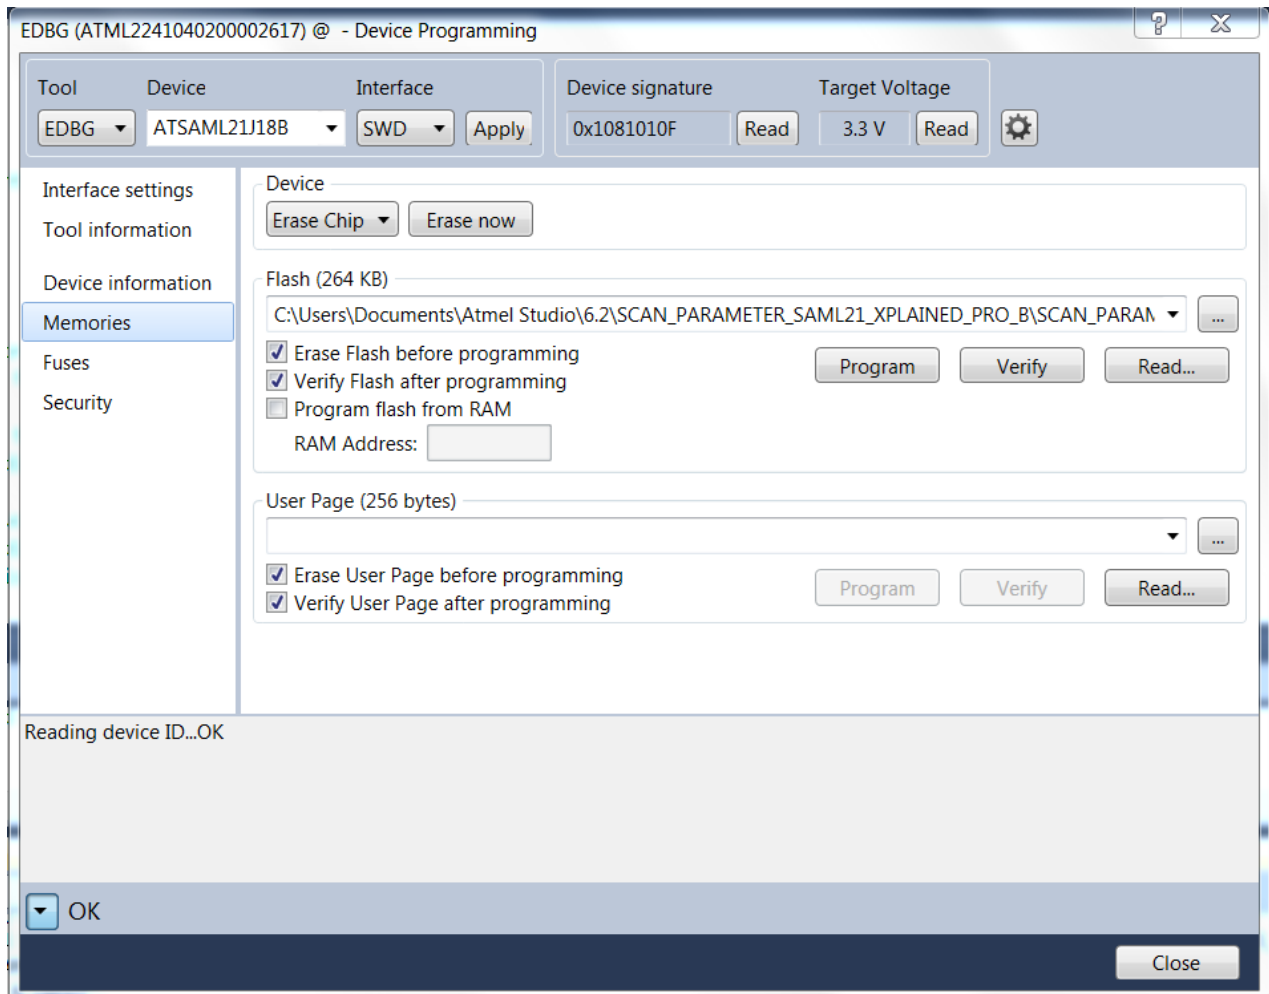 EDBG (ATML2241040200002617) @  - Device Programming
Tool Device Interface Device signature Target Voltage
EDBG ATSAML21J18B SWD Apply 0x1081010F Read 3.3 V Read
Interface settings
Tool information
Device information
Memories
Fuses
Security
Device
Erase Chip Erase now
Flash (264 KB)
C:\Users\Documents\Atmel Studio\6.2\SCAN_PARAMETER_SAML21_XPLAINED_PRO_B\SCAN_PARAM ...
Erase Flash before programming
Verify Flash after programming
Program flash from RAM
RAM Address:
Program Verify Read...
User Page (256 bytes)
...
Erase User Page before programming
Verify User Page after programming
Program Verify Read...
Reading device ID...OK
OK
Close